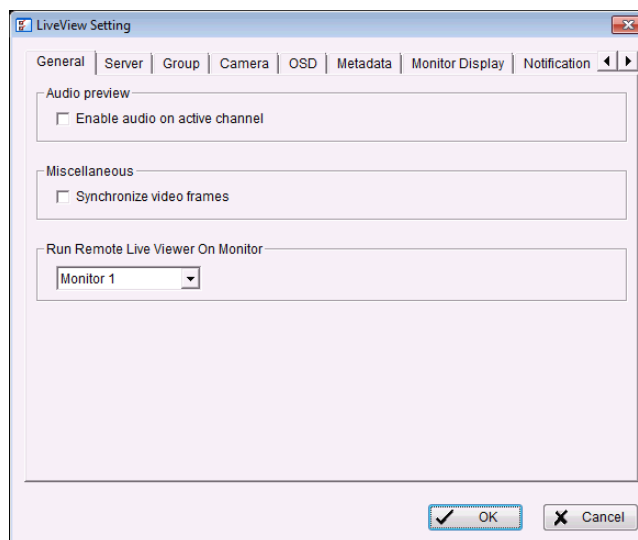 LiveView Setting
General Server Group Camera OSD Metadata Monitor Display Notification
Audio preview
Enable audio on active channel
Miscellaneous
Synchronize video frames
Run Remote Live Viewer On Monitor
Monitor 1
OK Cancel